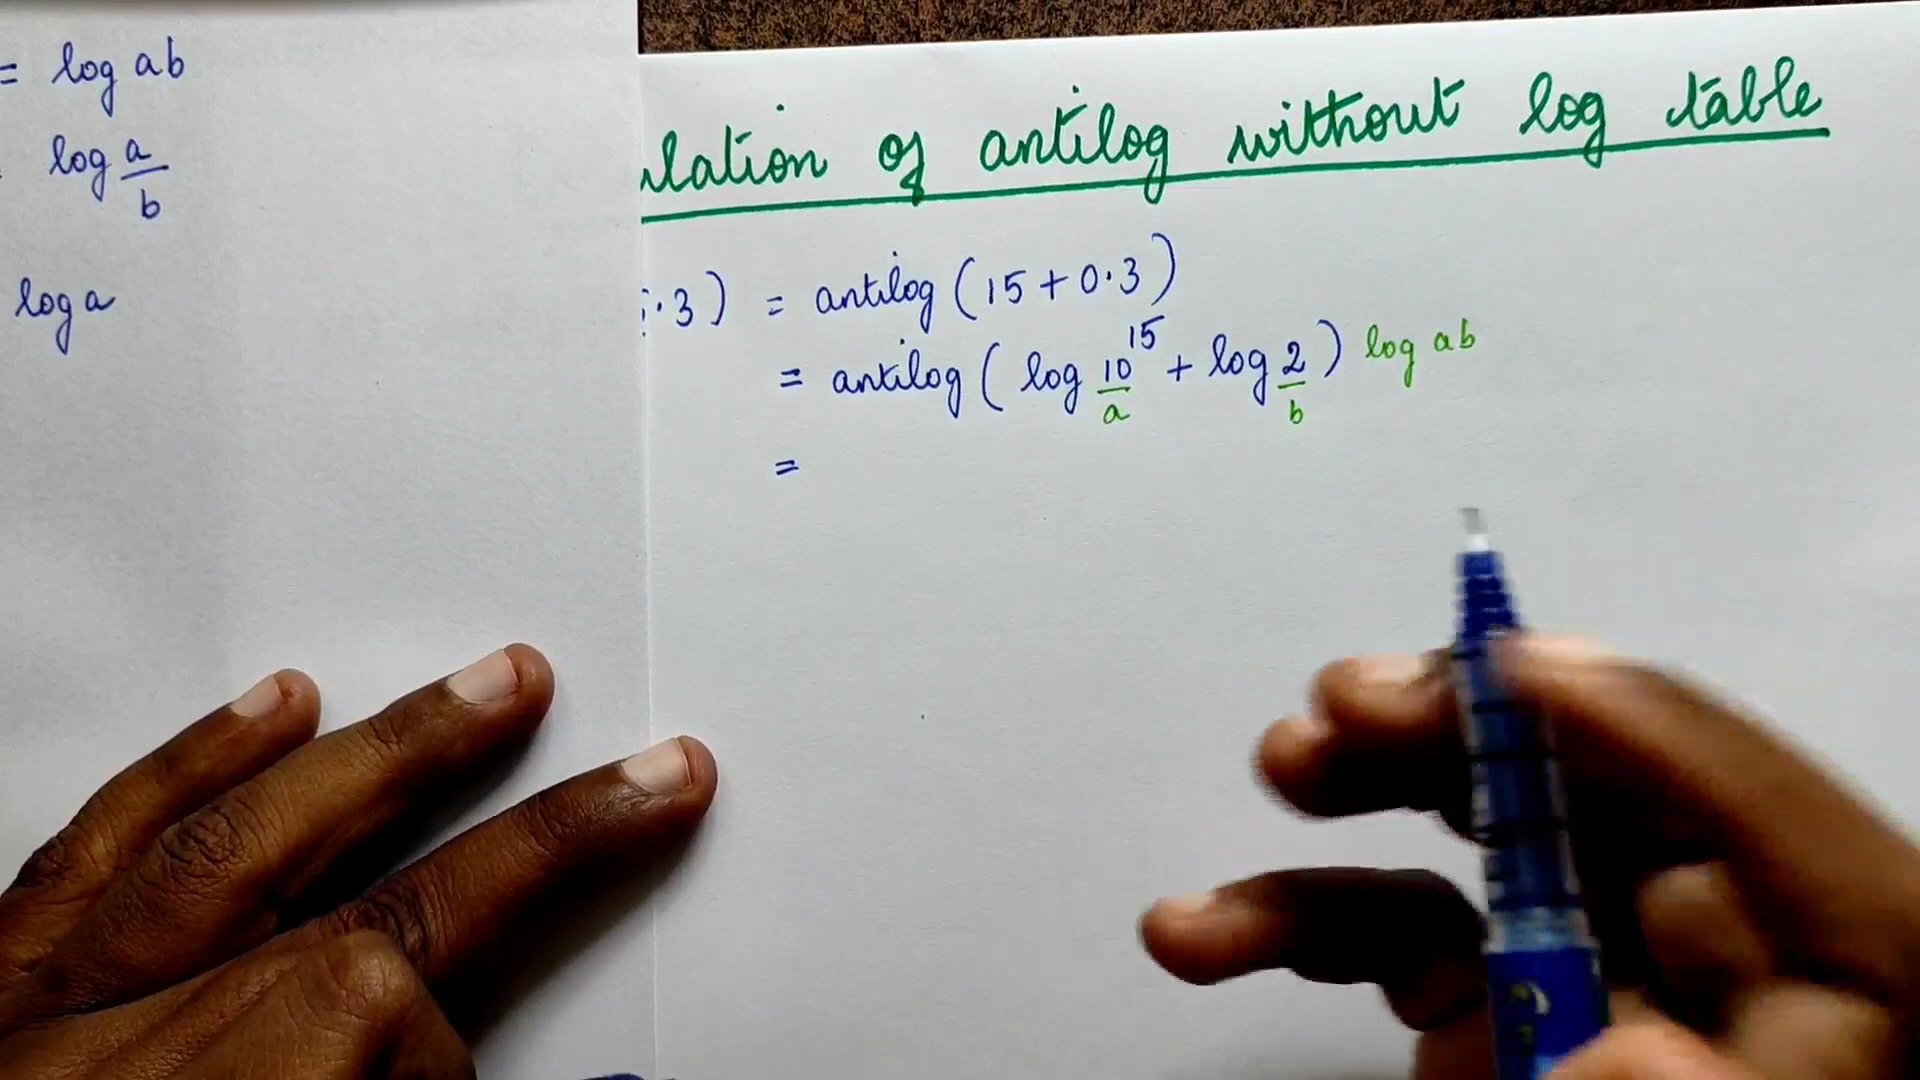 = log ab
log a/b
log a
lation of antilog without log table
.3) = antilog (15 + 0.3)
= antilog ( log 10^15 + log 2 ) log ab
a b
=